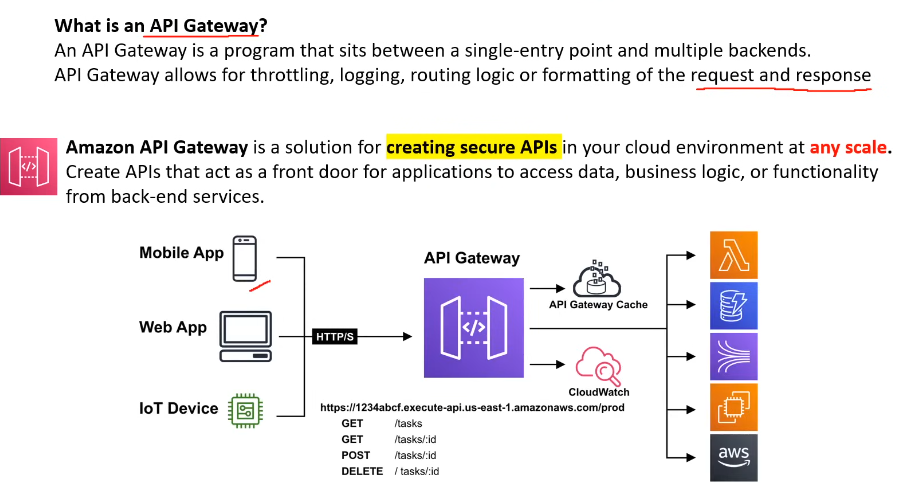 What is an API Gateway?
An API Gateway is a program that sits between a single-entry point and multiple backends.
API Gateway allows for throttling, logging, routing logic or formatting of the request and response
Amazon API Gateway is a solution for creating secure APIs in your cloud environment at any scale.
Create APIs that act as a front door for applications to access data, business logic, or functionality
from back-end services.
Mobile App
Web App
IoT Device
HTTP/S
API Gateway
</>
API Gateway Cache
CloudWatch
https://1234abcf.execute-api.us-east-1.amazonaws.com/prod
GET /tasks
GET /tasks/:id
POST /tasks/:id
DELETE / tasks/:id
aws